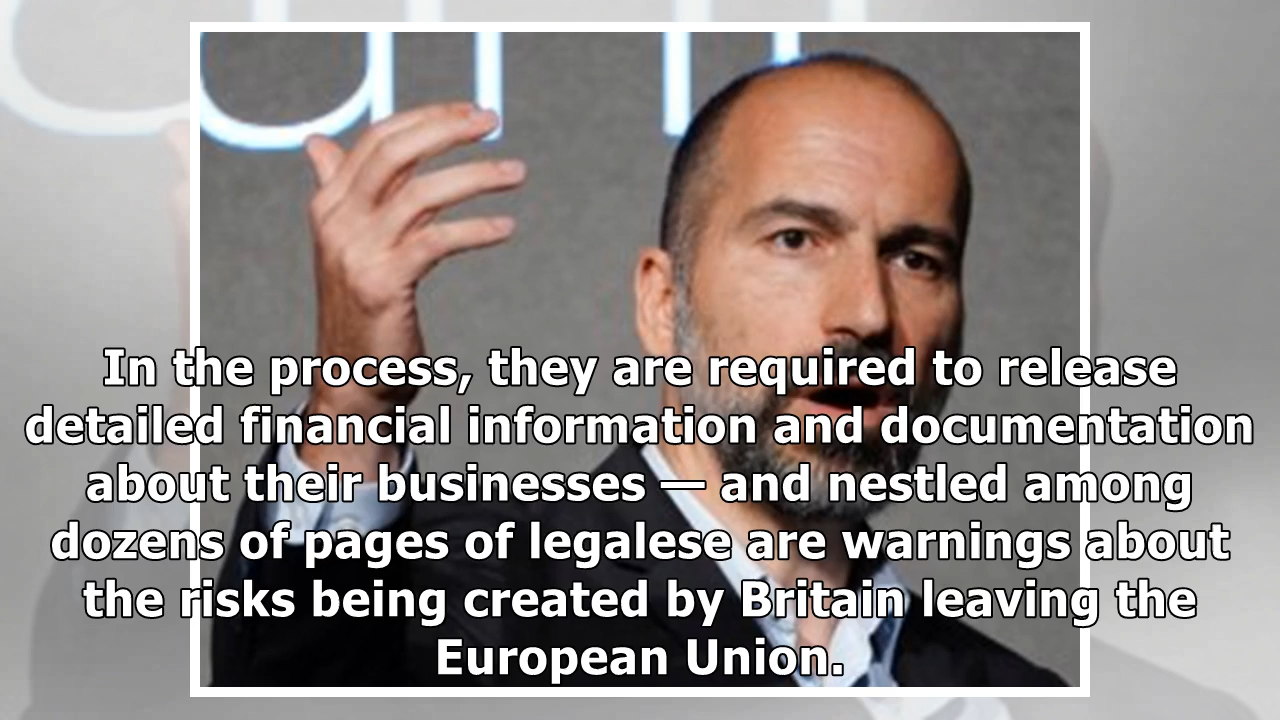 In the process, they are required to release
detailed financial information and documentation
about their businesses — and nestled among
dozens of pages of legalese are warnings about
the risks being created by Britain leaving the
European Union.